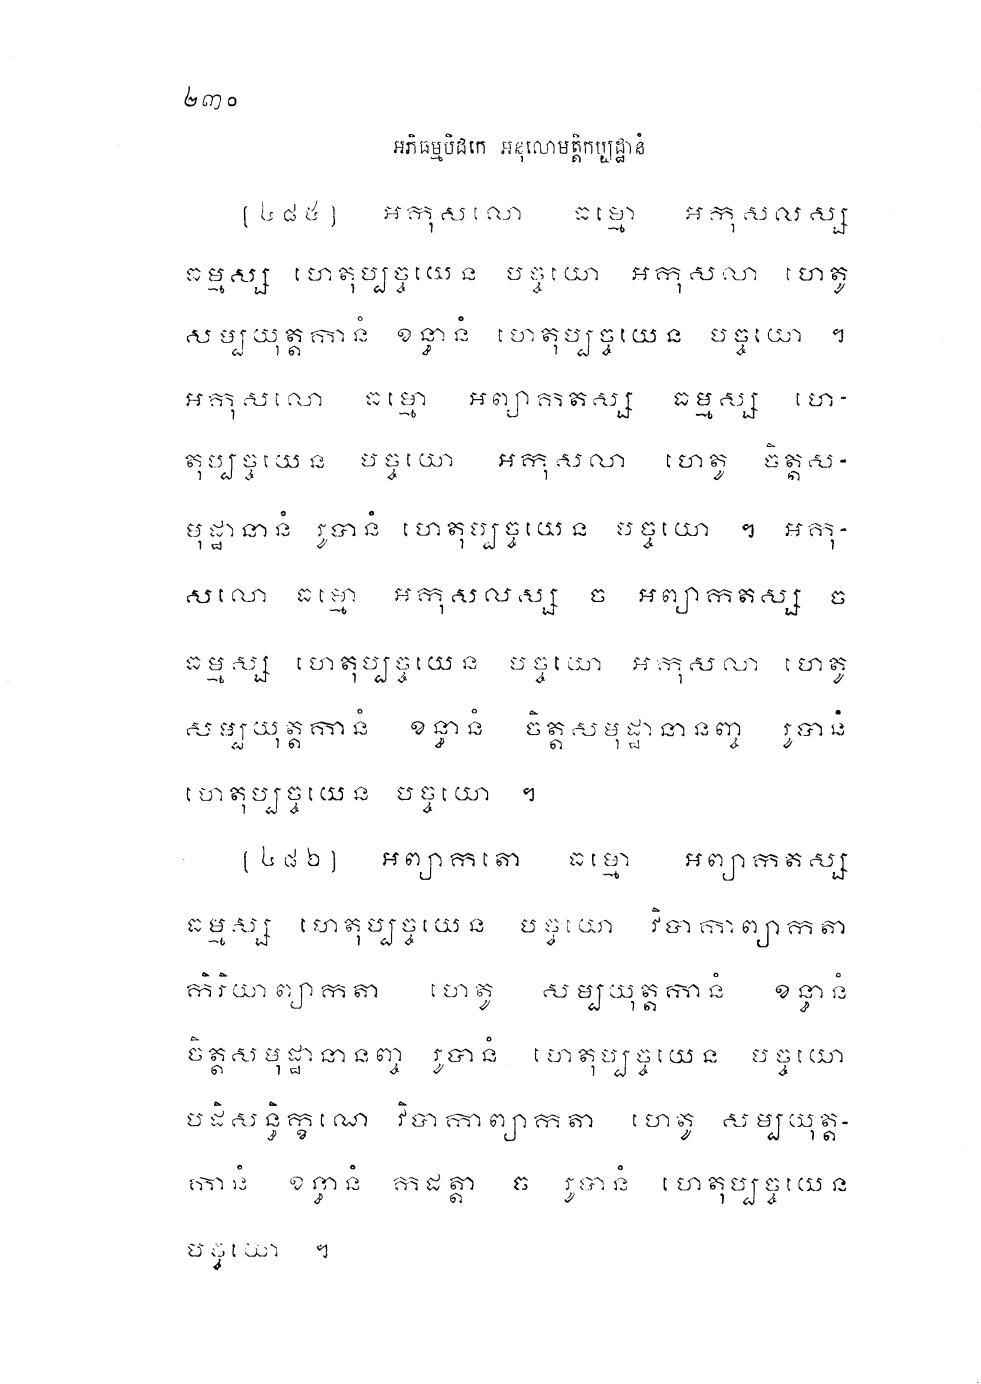 ២៣០
អភិធម្មបិដកេ អនុលោមត្តិកប្បដ្ឋានំ
[៤៨៥] អកុសលោ ធម្មោ អកុសលស្ស
ធម្មស្ស ហេតុប្បច្ចយេន បច្ចយោ អកុសលា ហេតូ
សម្បយុត្តកានំ ខន្ធានំ ហេតុប្បច្ចយេន បច្ចយោ ។
អកុសលោ ធម្មោ អព្យាកតស្ស ធម្មស្ស ហេ-
តុប្បច្ចយេន បច្ចយោ អកុសលា ហេតូ ចិត្តស-
មុដ្ឋានានំ រូបានំ ហេតុប្បច្ចយេន បច្ចយោ ។ អកុ-
សលោ ធម្មោ អកុសលស្ស ច អព្យាកតស្ស ច
ធម្មស្ស ហេតុប្បច្ចយេន បច្ចយោ អកុសលា ហេតូ
សម្បយុត្តកានំ ខន្ធានំ ចិត្តសមុដ្ឋានានញ្ច រូបានំ
ហេតុប្បច្ចយេន បច្ចយោ ។
[៤៨៦] អព្យាកតោ ធម្មោ អព្យាកតស្ស
ធម្មស្ស ហេតុប្បច្ចយេន បច្ចយោ វិបាកាព្យាកតា
កិរិយាព្យាកតា ហេតូ សម្បយុត្តកានំ ខន្ធានំ
ចិត្តសមុដ្ឋានានញ្ច រូបានំ ហេតុប្បច្ចយេន បច្ចយោ
បដិសន្ធិក្ខណេ វិបាកាព្យាកតា ហេតូ សម្បយុត្ត-
កានំ ខន្ធានំ កដត្តា ច រូបានំ ហេតុប្បច្ចយេន
បច្ចយោ ។